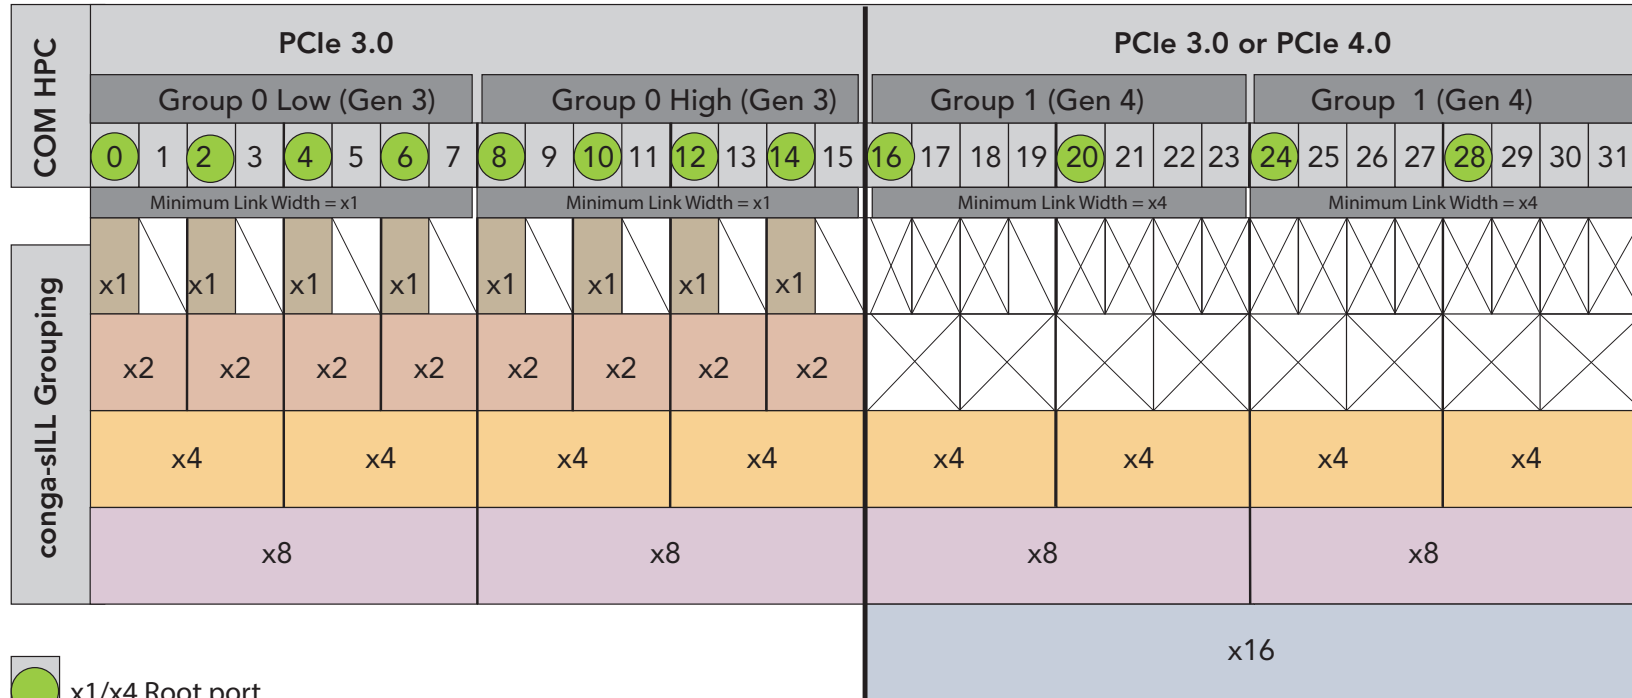 COM HPC
PCIe 3.0
PCIe 3.0 or PCIe 4.0
Group 0 Low (Gen 3)
Group 0 High (Gen 3)
Group 1 (Gen 4)
Group 1 (Gen 4)
0 1 2 3 4 5 6 7 8 9 10 11 12 13 14 15 16 17 18 19 20 21 22 23 24 25 26 27 28 29 30 31
Minimum Link Width = x1
Minimum Link Width = x1
Minimum Link Width = x4
Minimum Link Width = x4
conga-sILL Grouping
x1 x1 x1 x1 x1 x1 x1 x1
x2 x2 x2 x2 x2 x2 x2 x2
x4 x4 x4 x4 x4 x4 x4 x4
x8 x8 x8 x8
x16
x1/x4 Root port